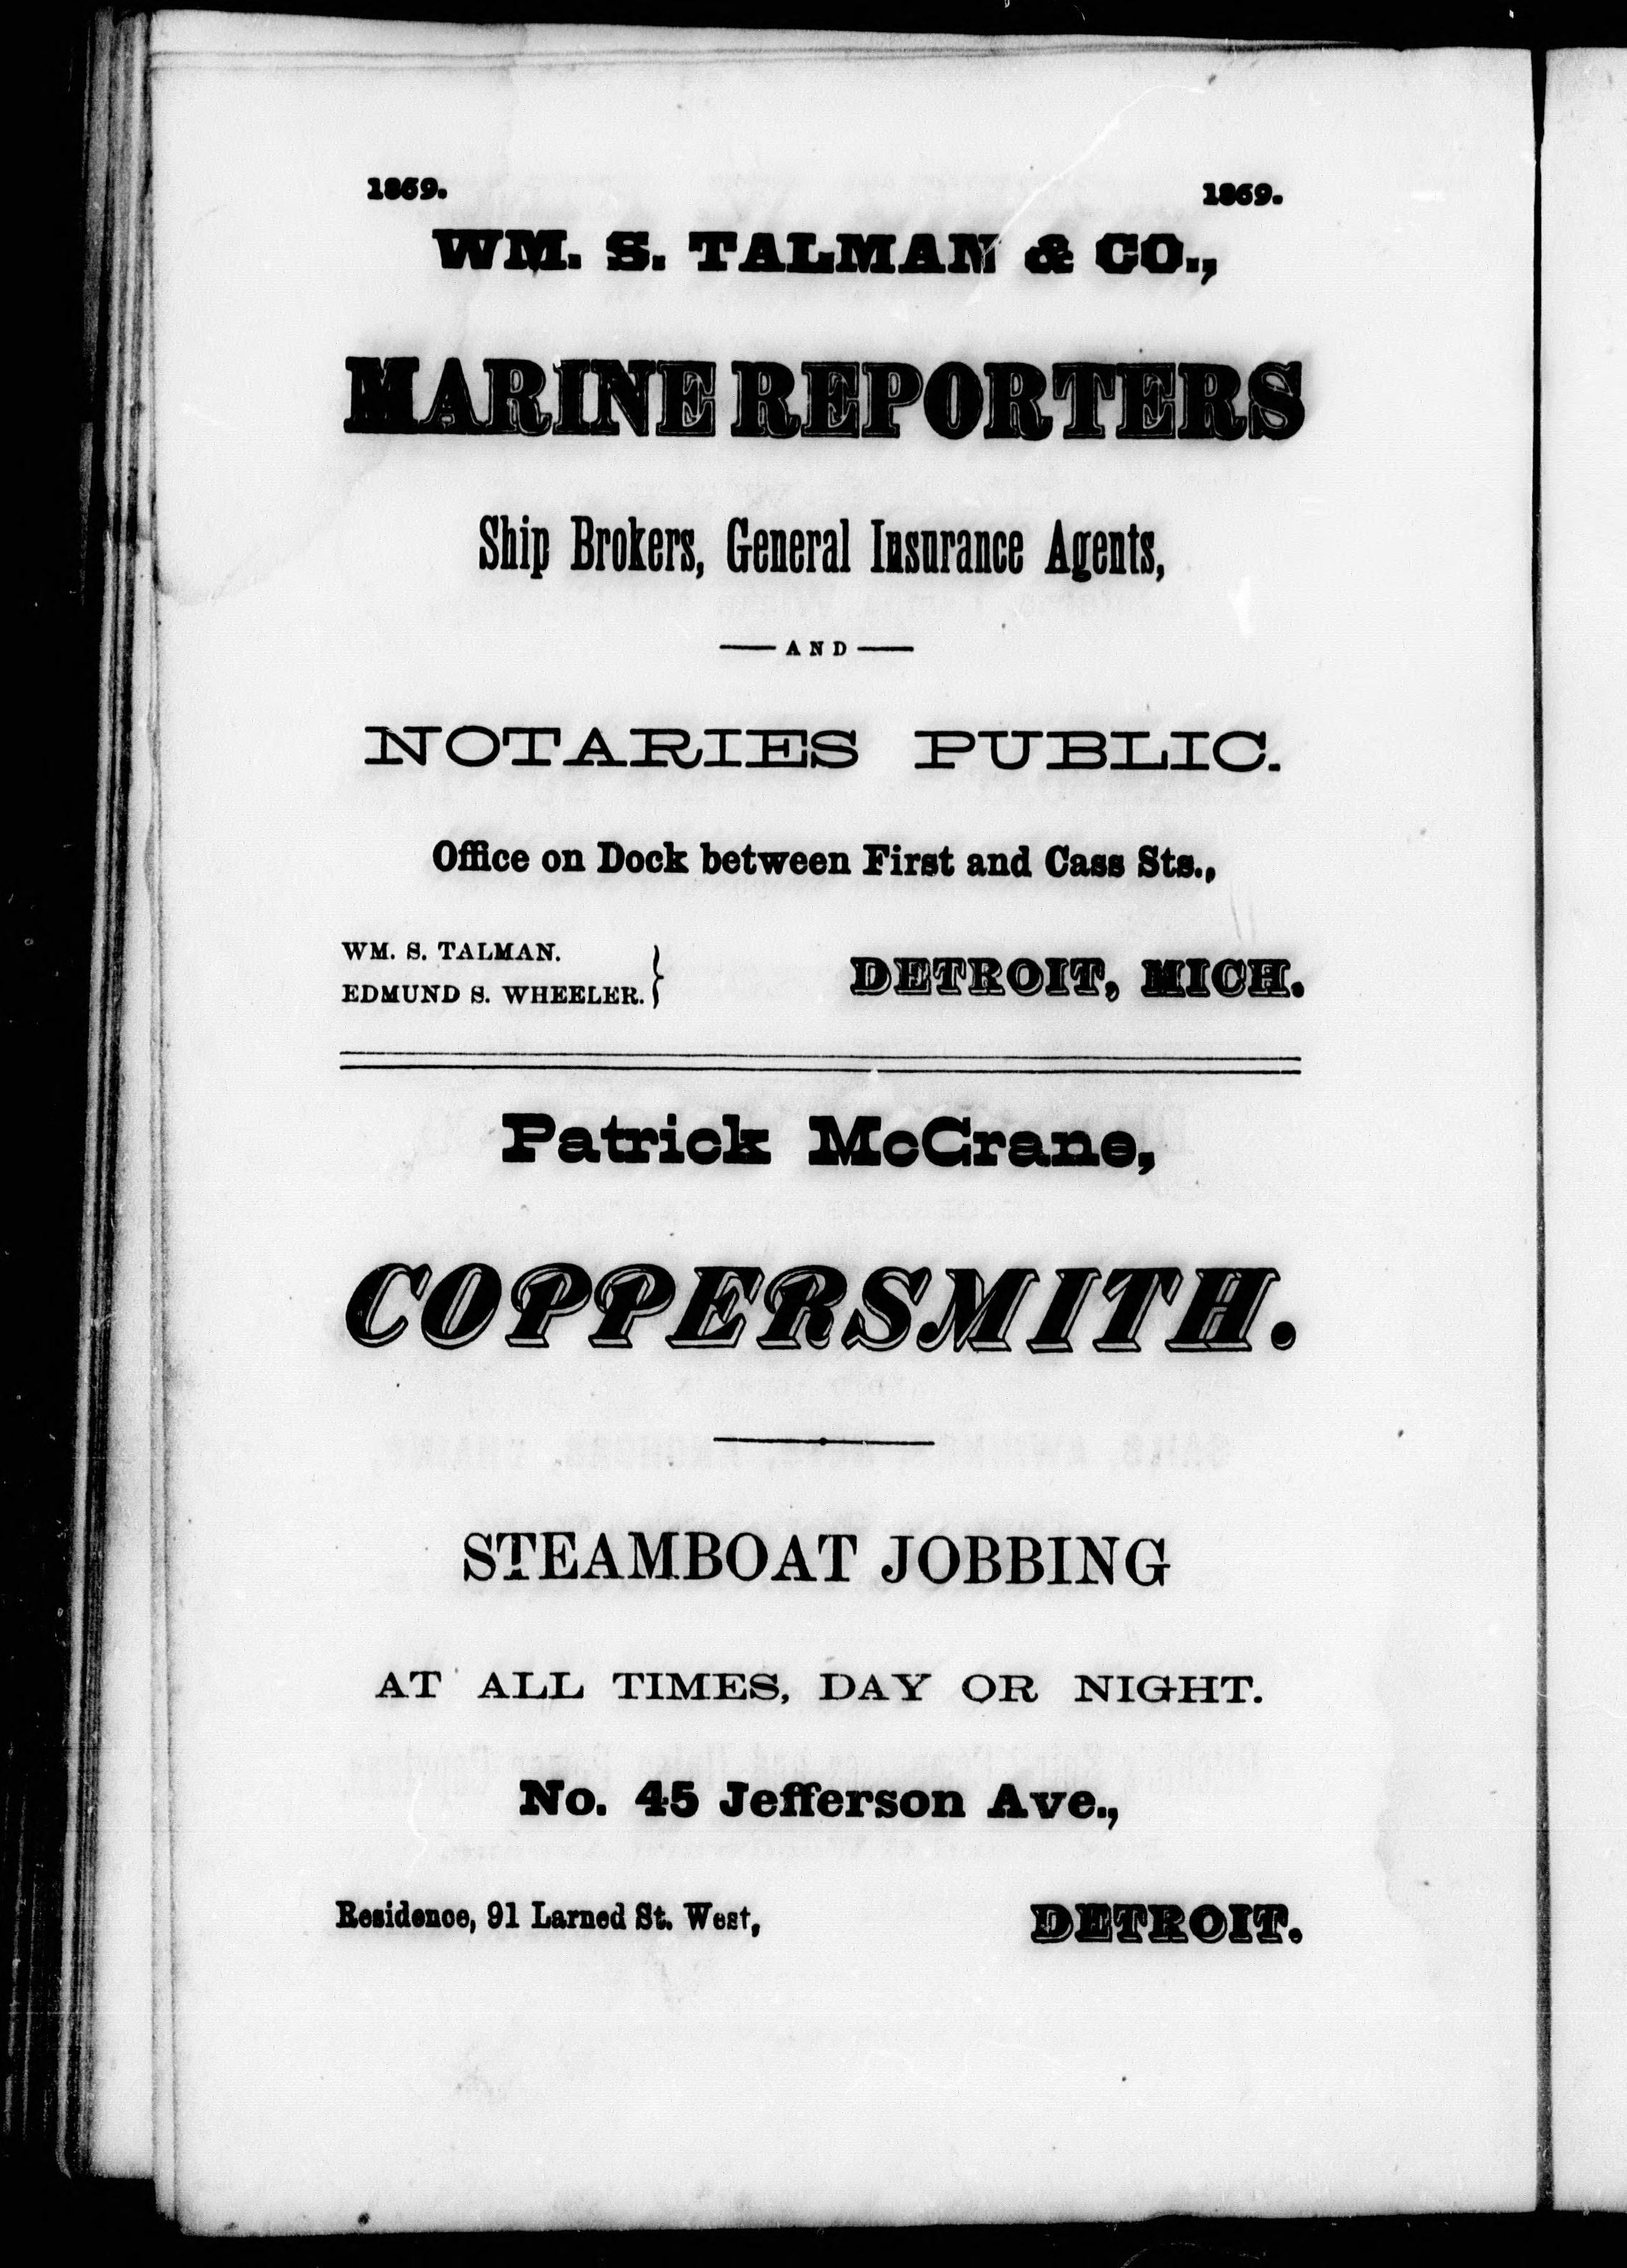 1869. 1869.
WM. S. TALMAN & CO.,
MARINE REPORTERS
Ship Brokers, General Insurance Agents,
AND
NOTARIES PUBLIC.
Office on Dock between First and Cass Sts.,
WM. S. TALMAN.
EDMUND S. WHEELER.
DETROIT, MICH.
Patrick McCrane,
COPPERSMITH.
STEAMBOAT JOBBING
AT ALL TIMES, DAY OR NIGHT.
No. 45 Jefferson Ave.,
Residence, 91 Larned St. West, DETROIT.